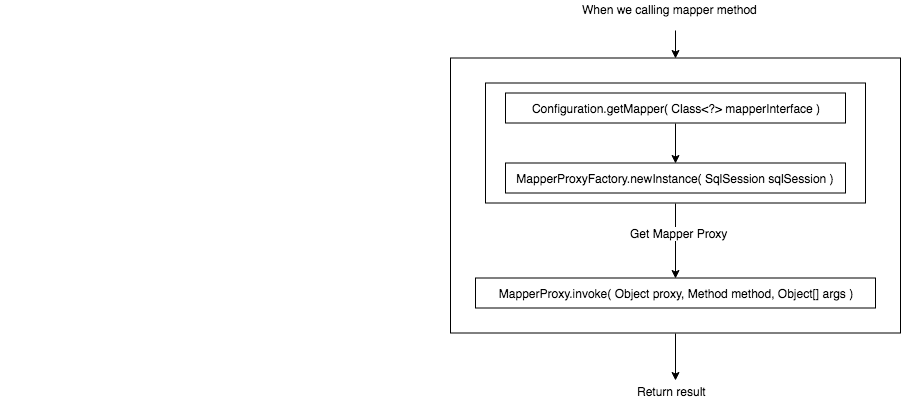 When we calling mapper method
Configuration.getMapper( Class<?> mapperInterface )
MapperProxyFactory.newInstance( SqlSession sqlSession )
Get Mapper Proxy
MapperProxy.invoke( Object proxy, Method method, Object[] args )
Return result